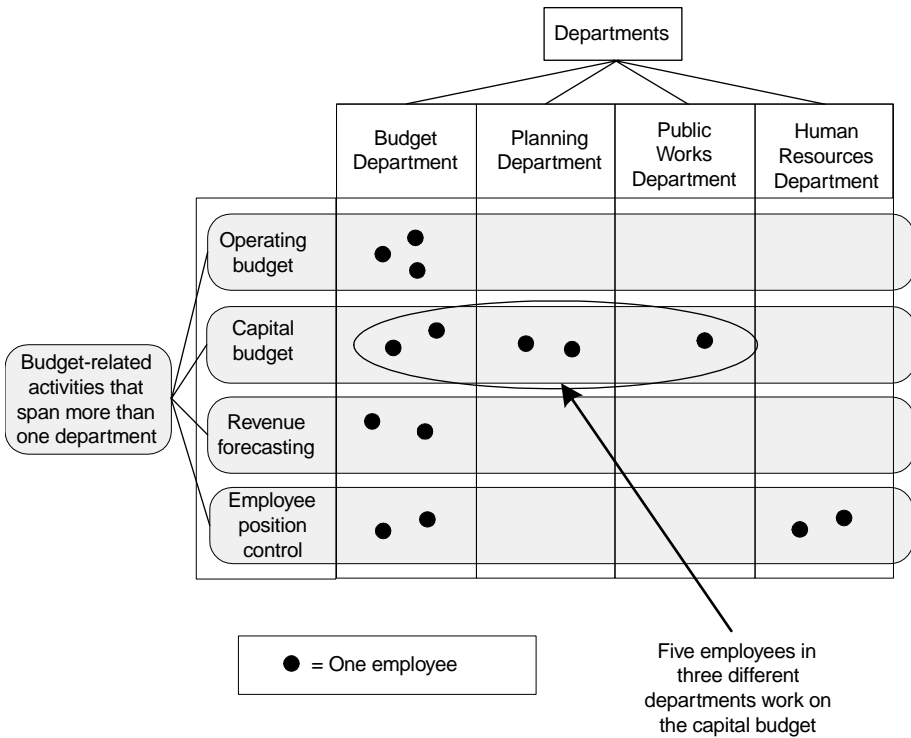 Departments
Budget
Department
Planning
Department
Public
Works
Department
Human
Resources
Department
Operating
budget
Capital
budget
Budget-related
activities that
span more than
one department
Revenue
forecasting
Employee
position
control
= One employee
Five employees in
three different
departments work on
the capital budget